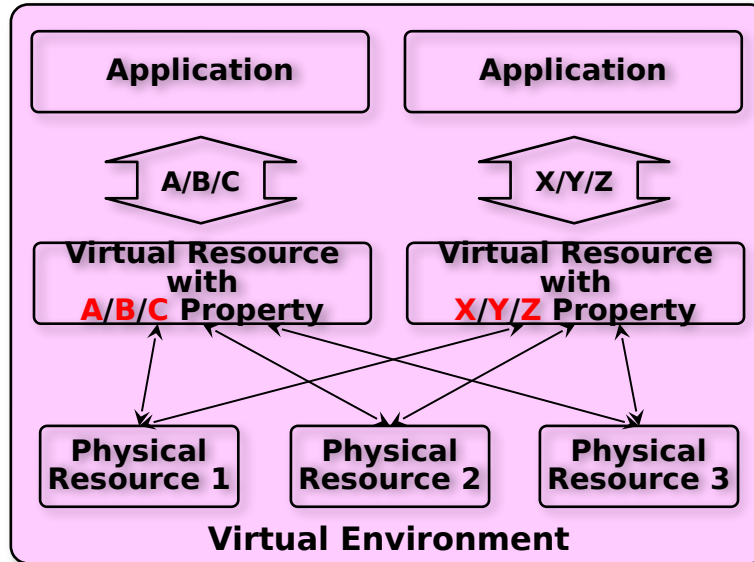 Application
Application
A/B/C
X/Y/Z
Virtual Resource
with
A/B/C Property
Virtual Resource
with
X/Y/Z Property
Physical
Resource 1
Physical
Resource 2
Physical
Resource 3
Virtual Environment